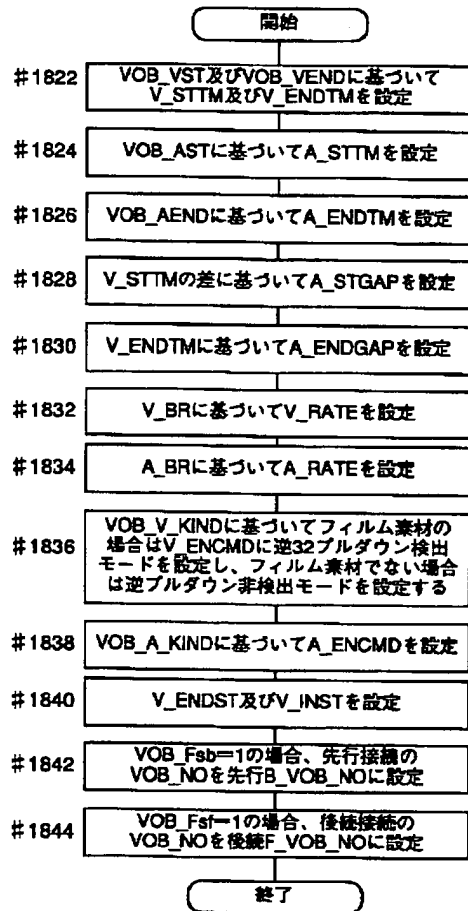 開始
#1822
VOB_VST及びVOB_VENDに基づいて
V_STTM及びV_ENDTMを設定
#1824
VOB_ASTに基づいてA_STTMを設定
#1826
VOB_AENDに基づいてA_ENDTMを設定
#1828
V_STTMの差に基づいてA_STGAPを設定
#1830
V_ENDTMに基づいてA_ENDGAPを設定
#1832
V_BRに基づいてV_RATEを設定
#1834
A_BRに基づいてA_RATEを設定
#1836
VOB_V_KINDに基づいてフィルム素材の
場合はV_ENCMDに逆32プルダウン検出
モードを設定し、フィルム素材でない場合
は逆プルダウン非検出モードを設定する
#1838
VOB_A_KINDに基づいてA_ENCMDを設定
#1840
V_ENDST及びV_INSTを設定
#1842
VOB_Fsb=1の場合、先行接続の
VOB_NOを先行B_VOB_NOに設定
#1844
VOB_Fsf=1の場合、後続接続の
VOB_NOを後続F_VOB_NOに設定
終了